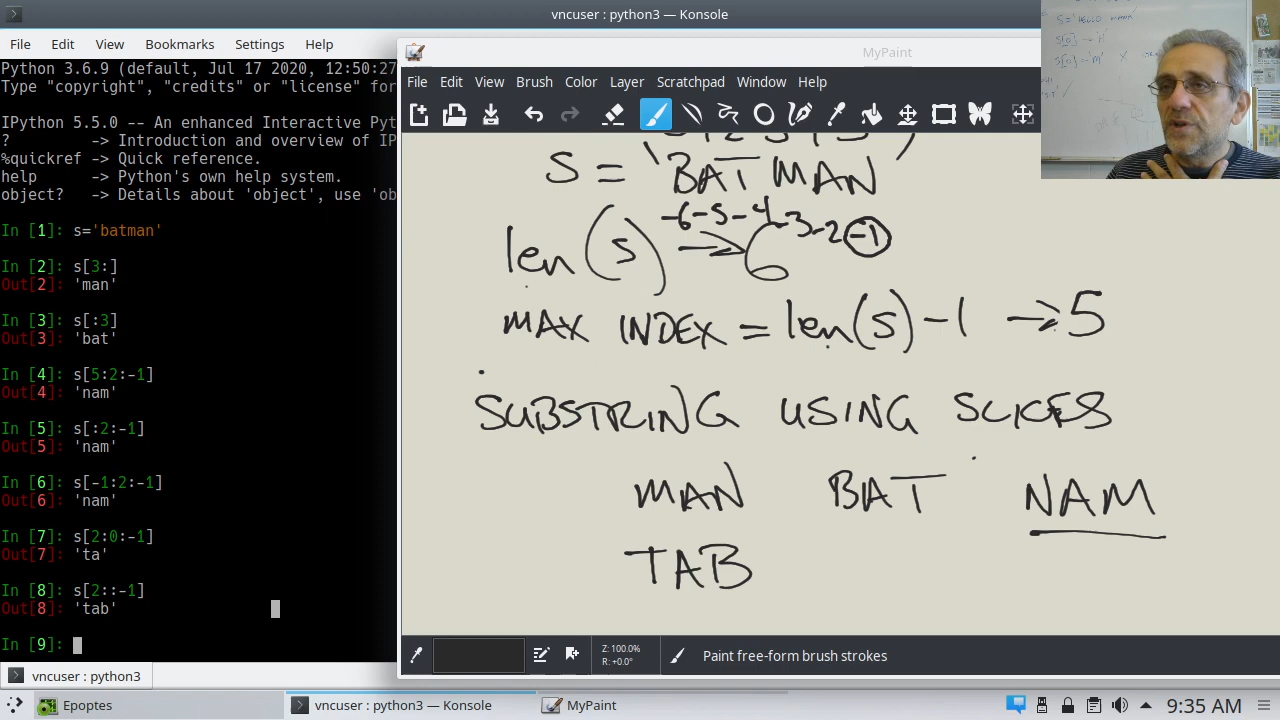 vncuser : python3 — Konsole
File Edit View Bookmarks Settings Help
Python 3.6.9 (default, Jul 17 2020, 12:50:27
Type "copyright", "credits" or "license" for
IPython 5.5.0 -- An enhanced Interactive Pyt
? -> Introduction and overview of IP
%quickref -> Quick reference.
help -> Python's own help system.
object? -> Details about 'object', use 'ob
In [1]: s='batman'
In [2]: s[3:]
Out[2]: 'man'
In [3]: s[:3]
Out[3]: 'bat'
In [4]: s[5:2:-1]
Out[4]: 'nam'
In [5]: s[:2:-1]
Out[5]: 'nam'
In [6]: s[-1:2:-1]
Out[6]: 'nam'
In [7]: s[2:0:-1]
Out[7]: 'ta'
In [8]: s[2::-1]
Out[8]: 'tab'
In [9]:
vncuser : python3
MyPaint
File Edit View Brush Color Layer Scratchpad Window Help
S = 'BATMAN'
-6 -5 -4 -3 -2 -1
len(s) → 6
MAX INDEX = len(s) - 1 → 5
SUBSTRING USING SLICES
MAN BAT NAM
TAB
Z: 100.0%
R: +0.0°
Paint free-form brush strokes
S='HELLO
S[0] → 'H'
S[0] = 'M' X
Epoptes
vncuser : python3 — Konsole
MyPaint
9:35 AM